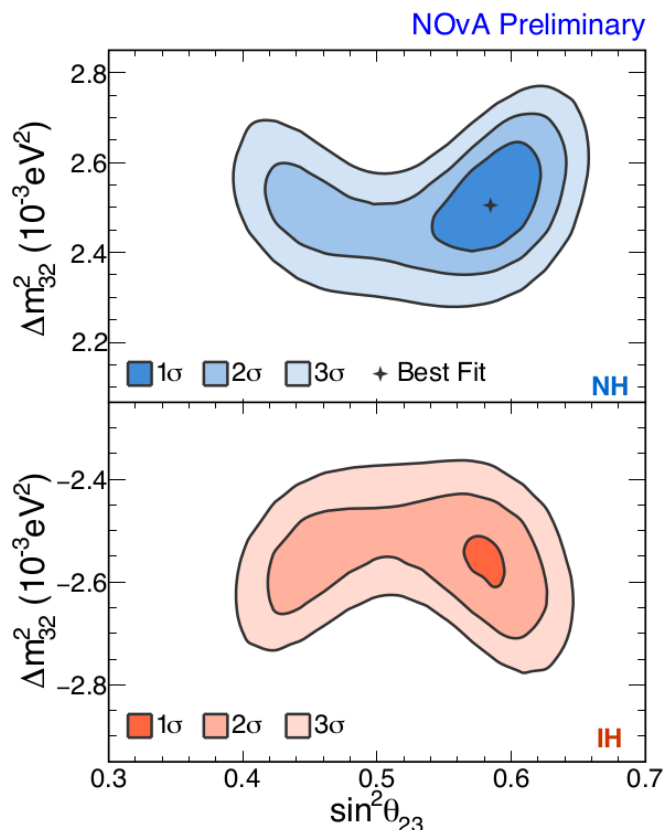 NOvA Preliminary
Δm²₃₂ (10⁻³eV²)
2.8
2.6
2.4
2.2
1σ 2σ 3σ Best Fit
NH
Δm²₃₂ (10⁻³eV²)
−2.4
−2.6
−2.8
1σ 2σ 3σ
IH
0.3 0.4 0.5 0.6 0.7
sin²θ₂₃